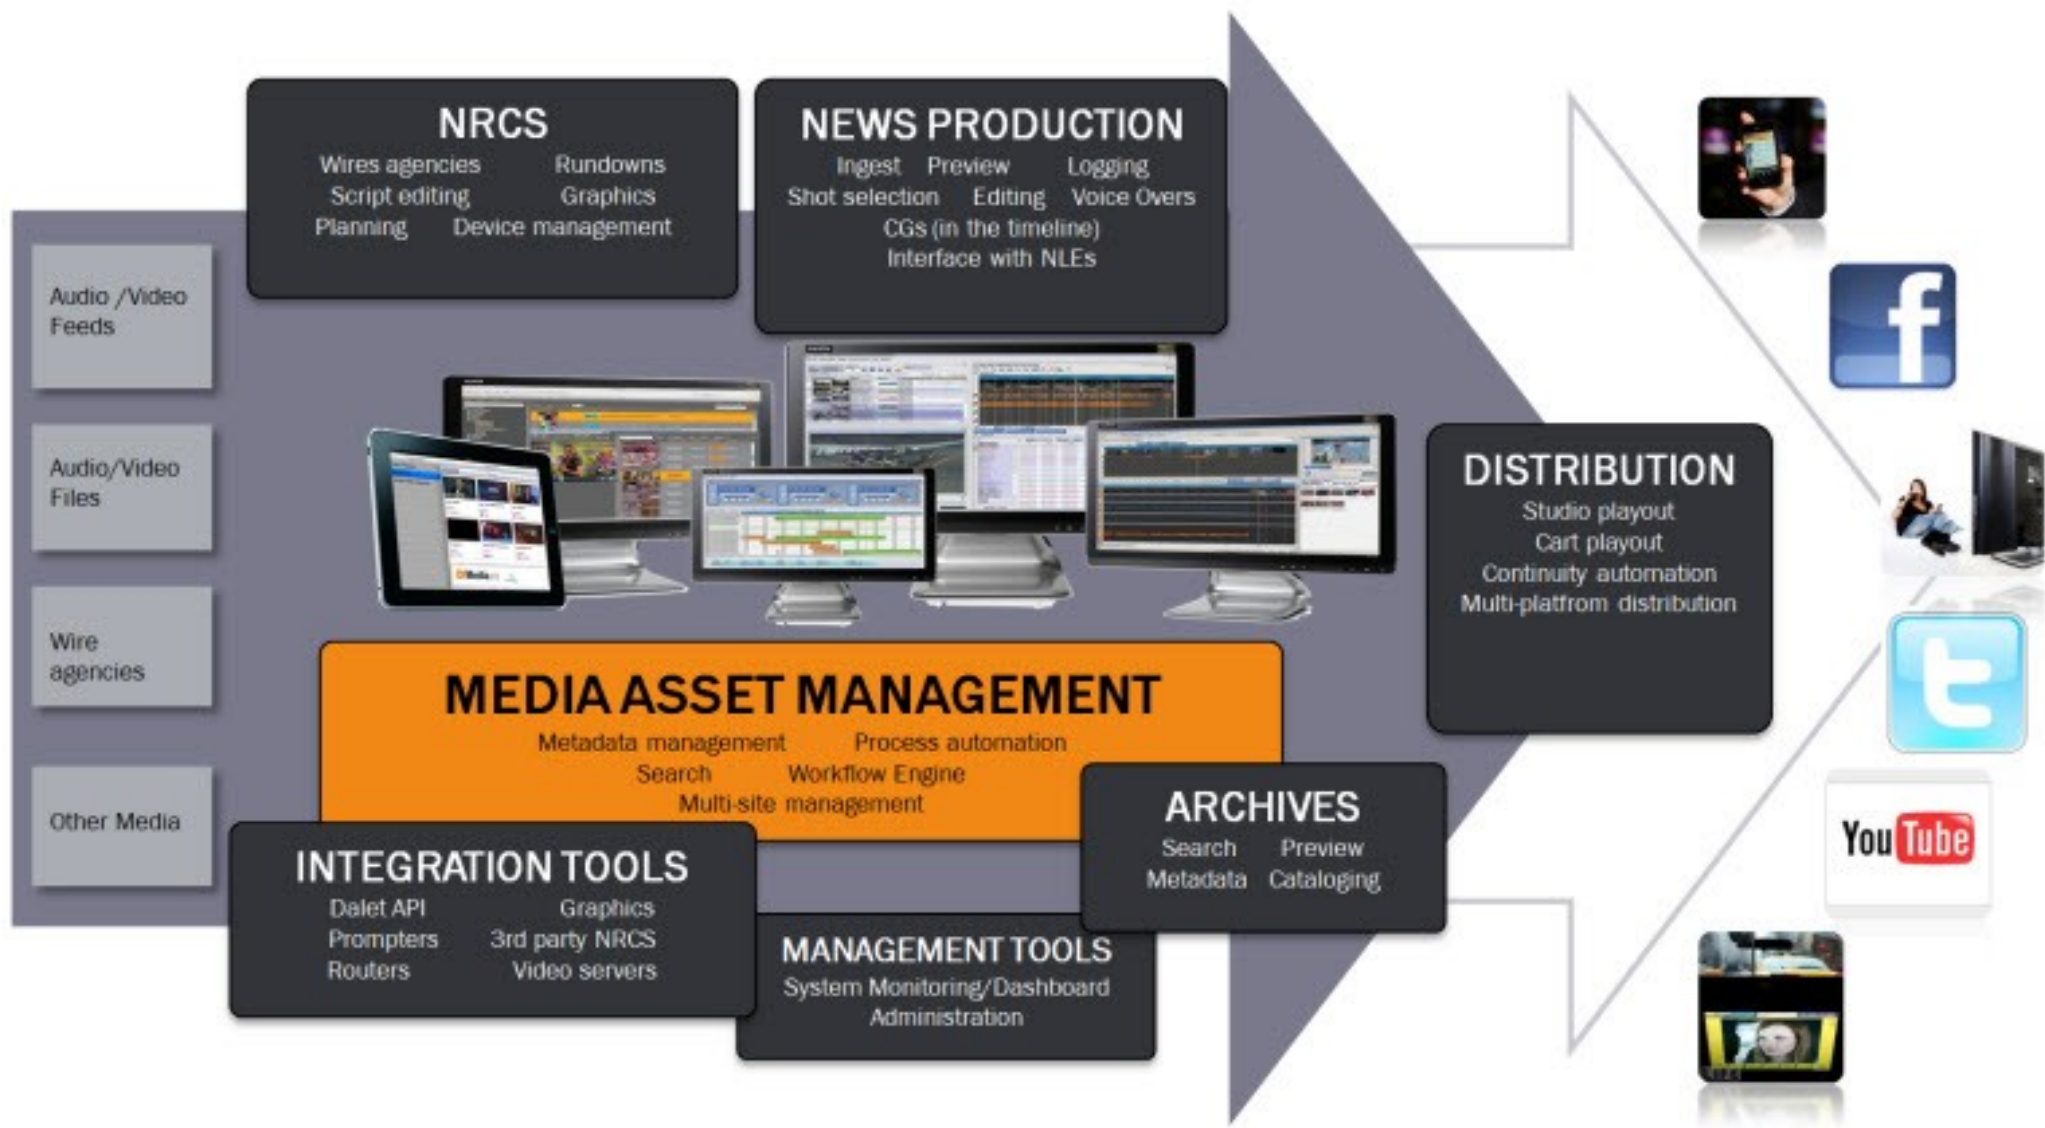 NRCS
Wires agencies Rundowns
Script editing Graphics
Planning Device management
NEWS PRODUCTION
Ingest Preview Logging
Shot selection Editing Voice Overs
CGs (in the timeline)
Interface with NLEs
Audio /Video
Feeds
Audio/Video
Files
Wire
agencies
Other Media
DISTRIBUTION
Studio playout
Cart playout
Continuity automation
Multi-platfrom distribution
MEDIA ASSET MANAGEMENT
Metadata management Process automation
Search Workflow Engine
Multi-site management
ARCHIVES
Search Preview
Metadata Cataloging
INTEGRATION TOOLS
Dalet API Graphics
Prompters 3rd party NRCS
Routers Video servers
MANAGEMENT TOOLS
System Monitoring/Dashboard
Administration
f
t
You Tube